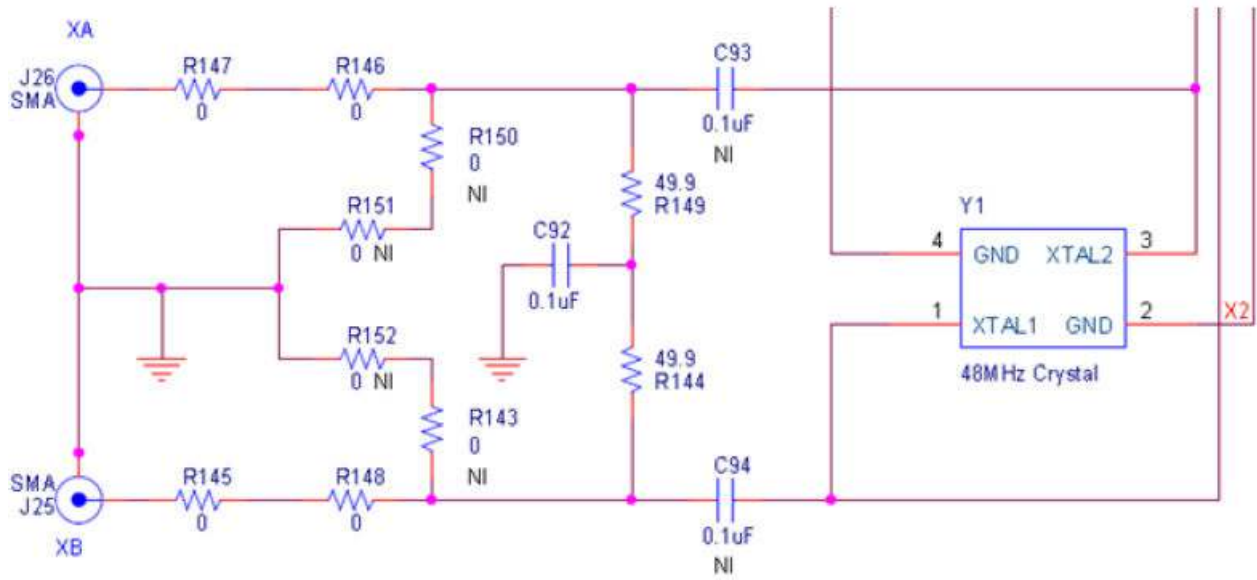 XA
J26
SMA
R147
0
R146
0
R150
0
NI
R151
0 NI
C93
0.1uF
NI
49.9
R149
C92
0.1uF
Y1
4 GND XTAL2 3
1 XTAL1 GND 2 X2
48MHz Crystal
R152
0 NI
49.9
R144
R143
0
NI
SMA
J25
XB
R145
0
R148
0
C94
0.1uF
NI